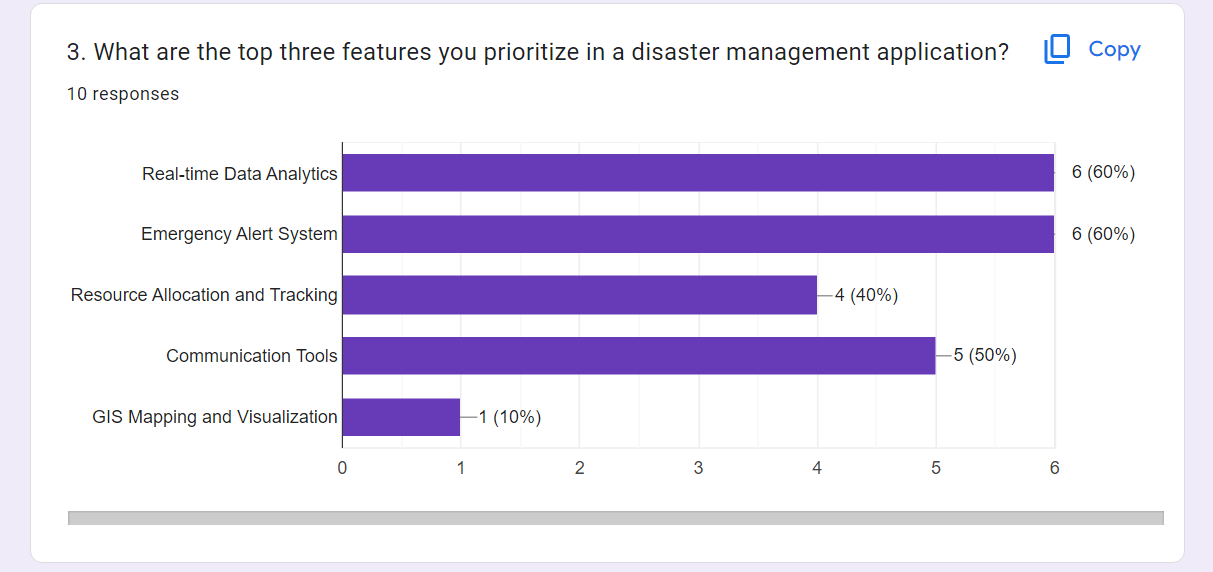 3. What are the top three features you prioritize in a disaster management application?
Copy
10 responses
Real-time Data Analytics
6 (60%)
Emergency Alert System
6 (60%)
Resource Allocation and Tracking
4 (40%)
Communication Tools
5 (50%)
GIS Mapping and Visualization
1 (10%)
0 1 2 3 4 5 6